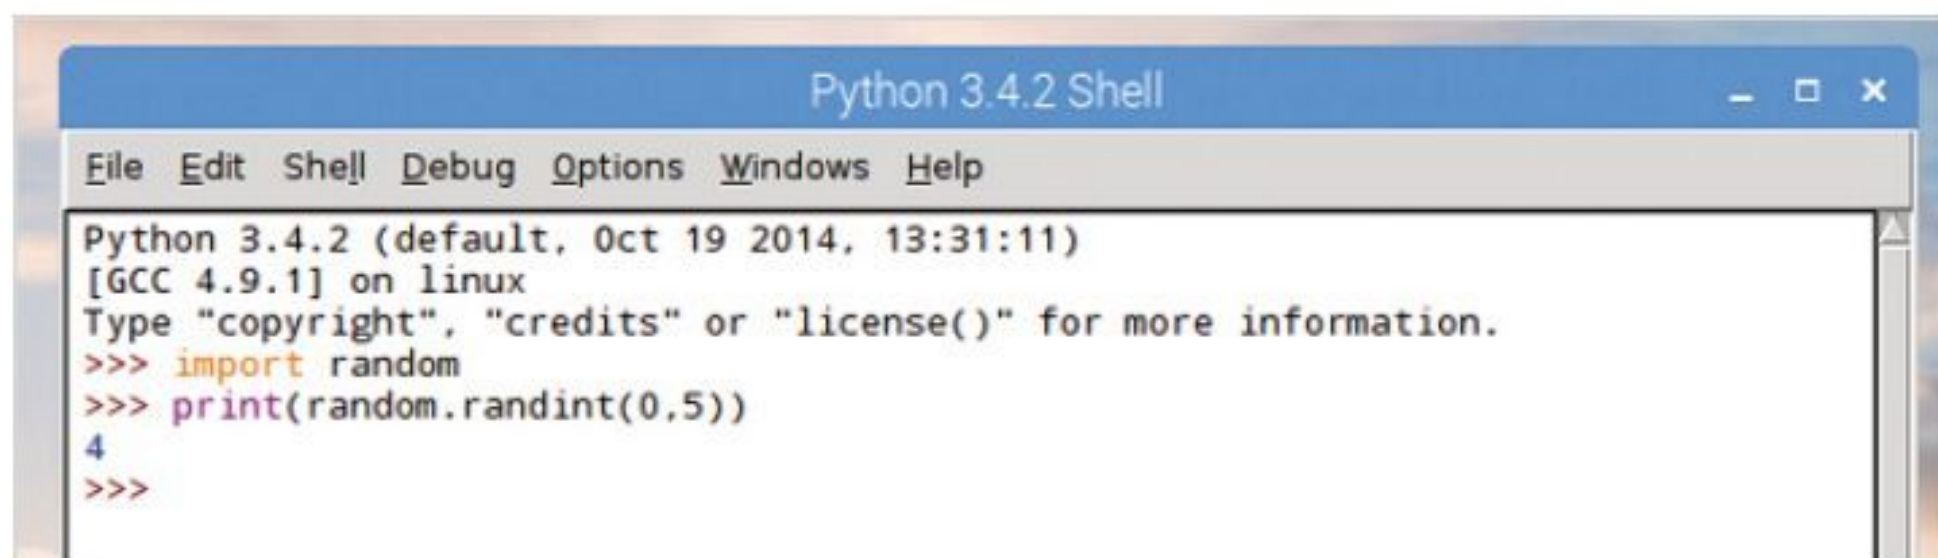 Python 3.4.2 Shell
File Edit Shell Debug Options Windows Help
Python 3.4.2 (default, Oct 19 2014, 13:31:11)
[GCC 4.9.1] on linux
Type "copyright", "credits" or "license()" for more information.
>>> import random
>>> print(random.randint(0,5))
4
>>>